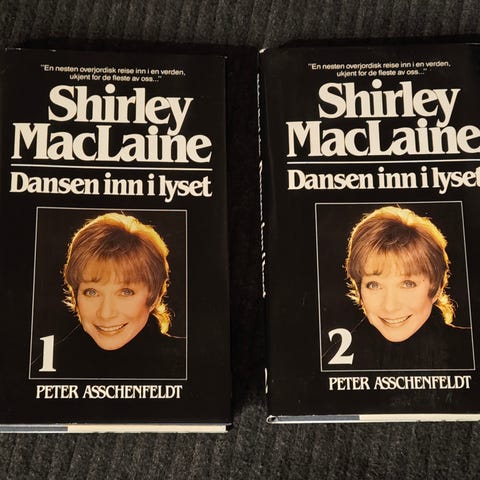 "En nesten overjordisk reise inn i en verden,
ukjent for de fleste av oss..."
Shirley
MacLaine
Dansen inn i lyset
1
PETER ASSCHENFELDT
"En nesten overjordisk reise inn i en verden,
ukjent for de fleste av oss..."
Shirley
MacLaine
Dansen inn i lyset
2
PETER ASSCHENFELDT